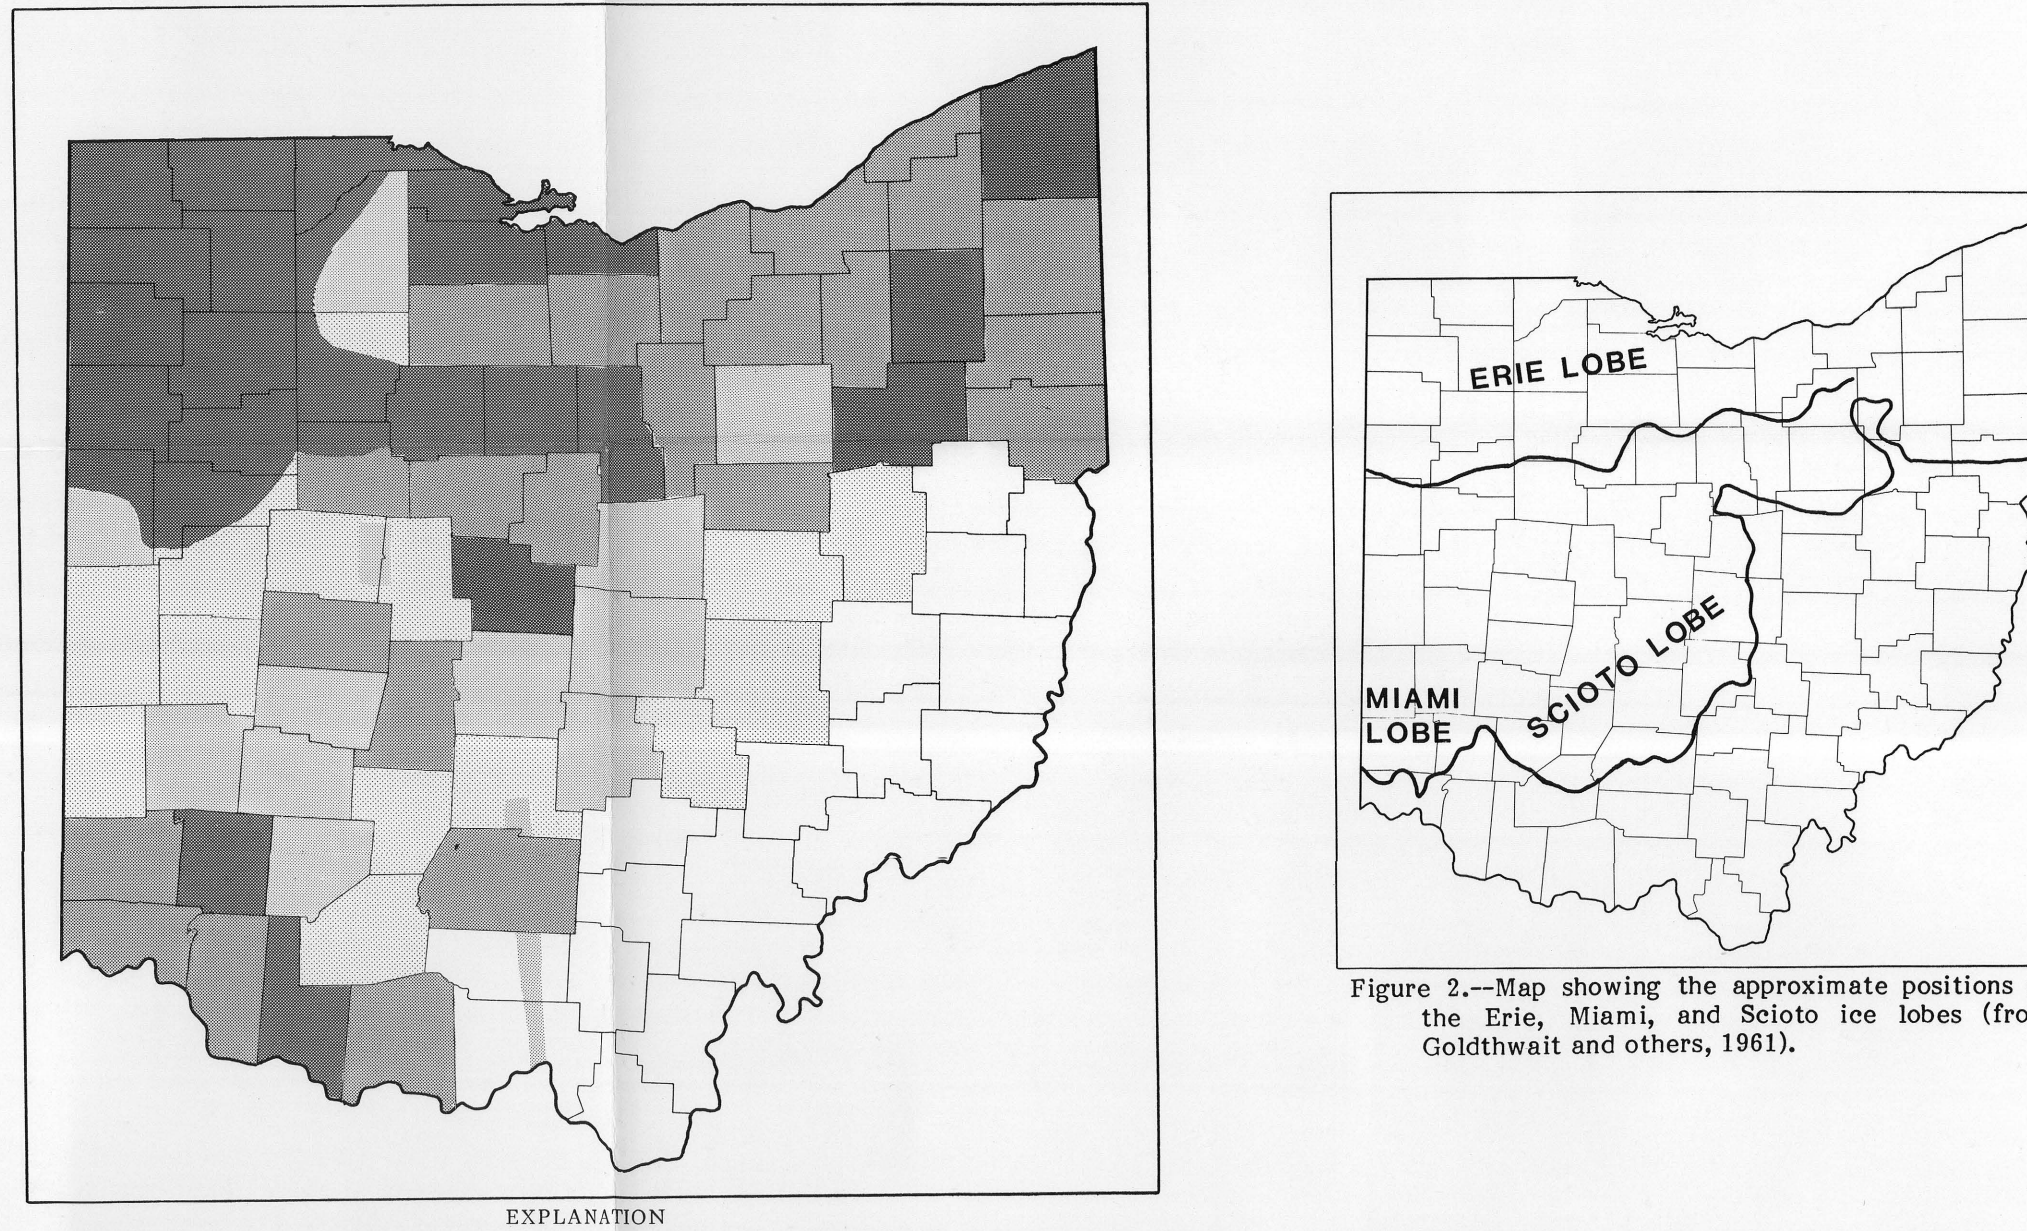 EXPLANATION
ERIE LOBE
SCIOTO LOBE
MIAMI
LOBE
Figure 2.--Map showing the approximate positions
the Erie, Miami, and Scioto ice lobes (fro
Goldthwait and others, 1961).